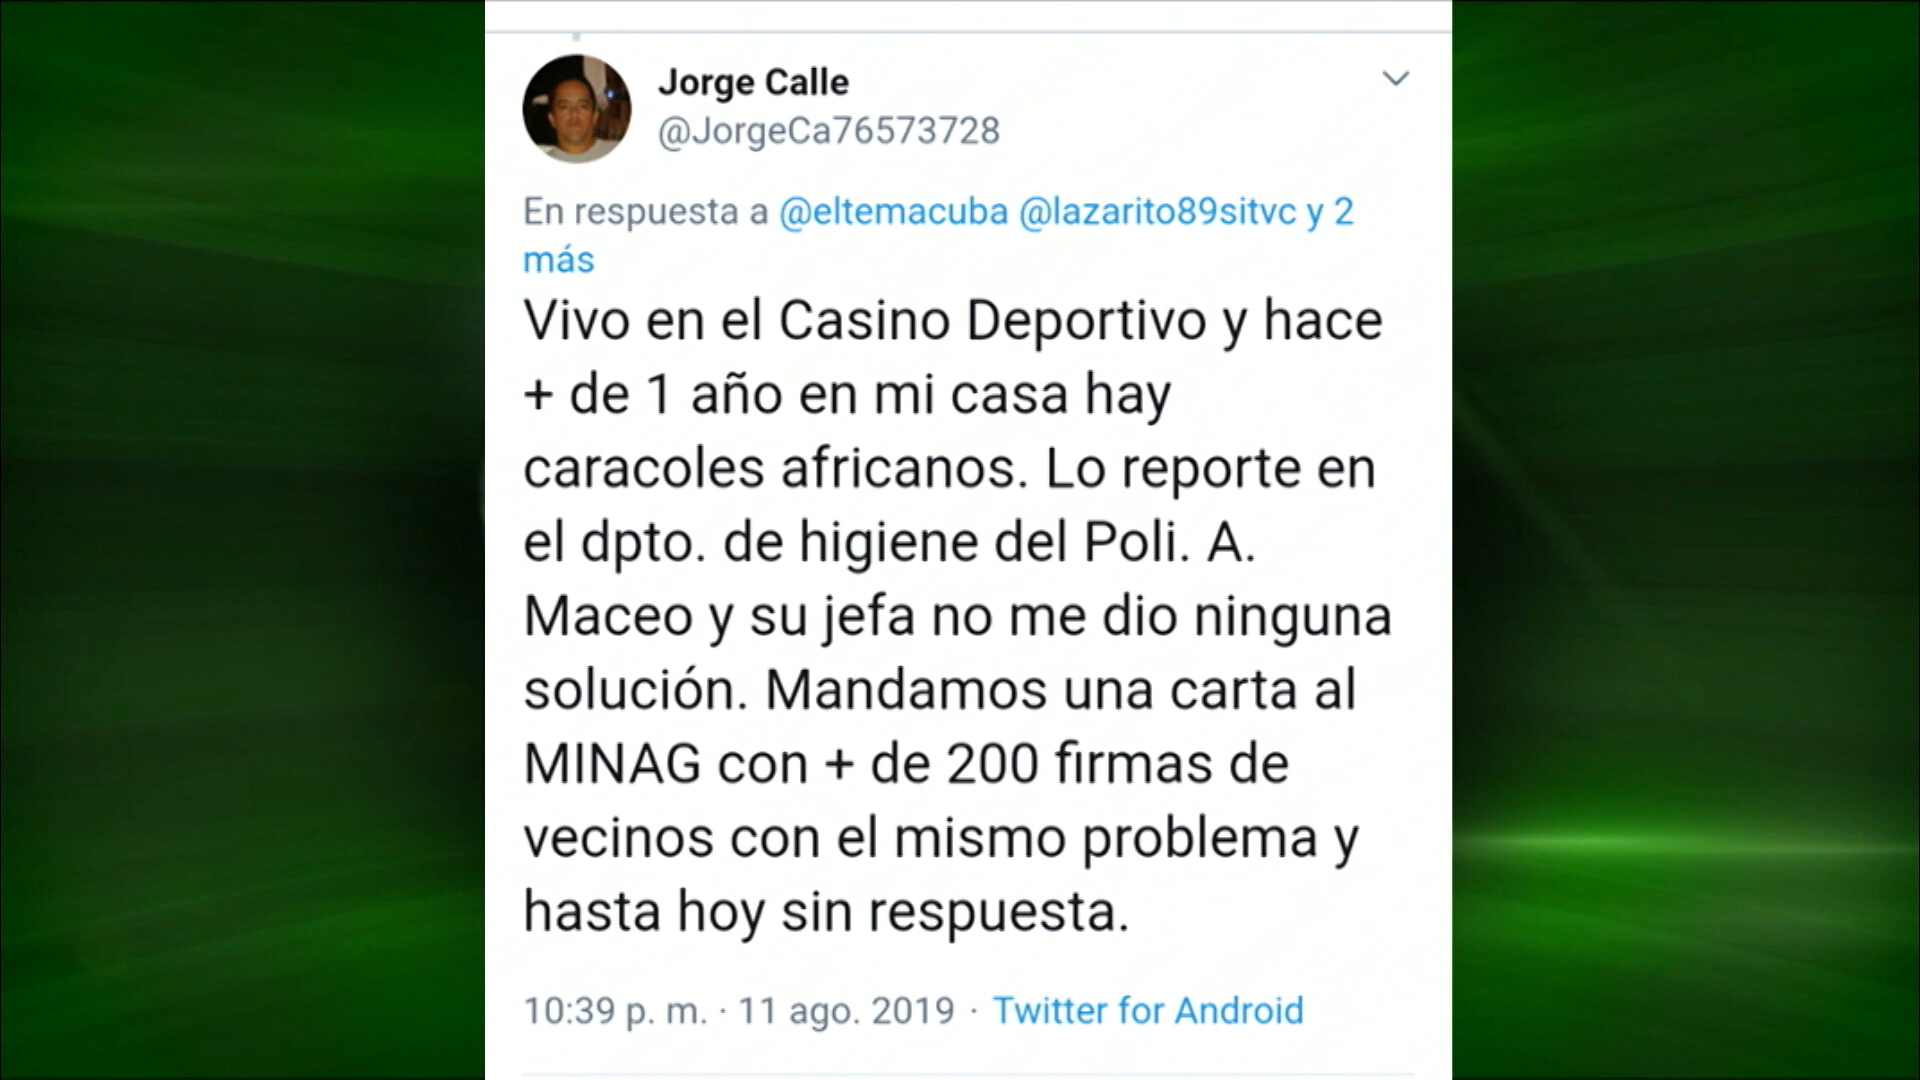 Jorge Calle
@JorgeCa76573728
En respuesta a @eltemacuba @lazarito89sitvc y 2
más
Vivo en el Casino Deportivo y hace
+ de 1 año en mi casa hay
caracoles africanos. Lo reporte en
el dpto. de higiene del Poli. A.
Maceo y su jefa no me dio ninguna
solución. Mandamos una carta al
MINAG con + de 200 firmas de
vecinos con el mismo problema y
hasta hoy sin respuesta.
10:39 p. m. · 11 ago. 2019 · Twitter for Android